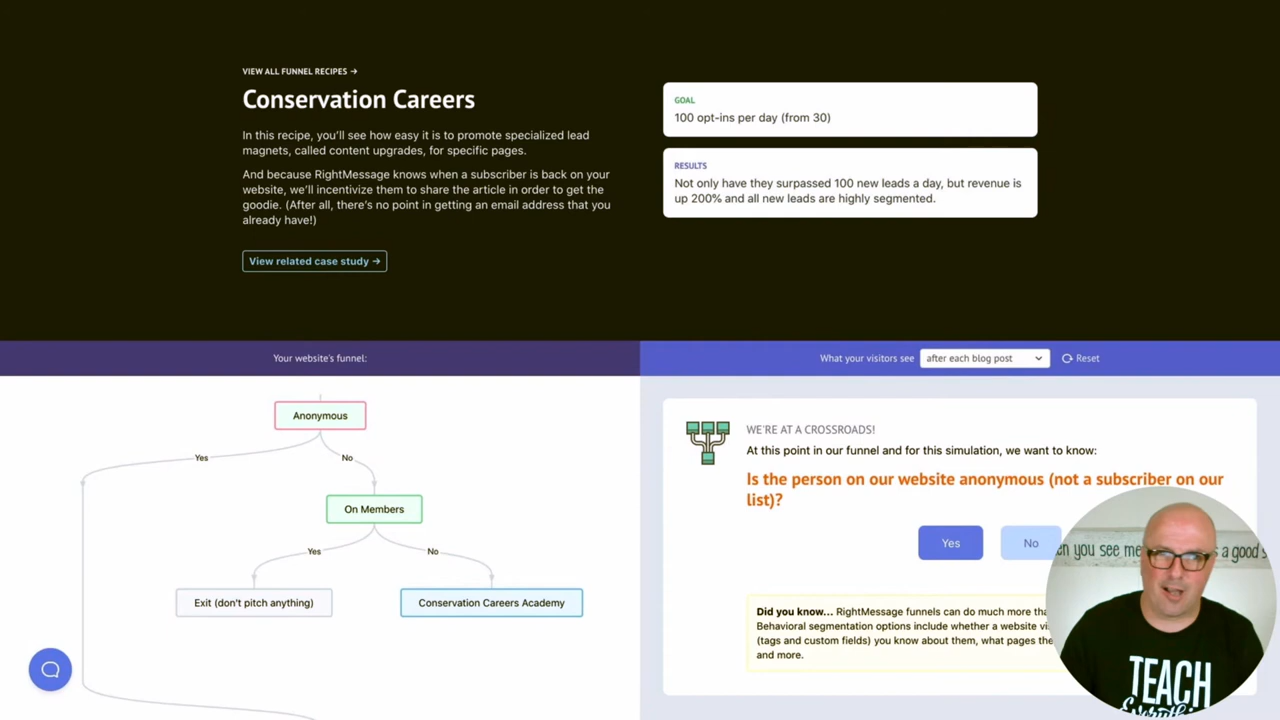 VIEW ALL FUNNEL RECIPES →
Conservation Careers
In this recipe, you'll see how easy it is to promote specialized lead
magnets, called content upgrades, for specific pages.
And because RightMessage knows when a subscriber is back on your
website, we'll incentivize them to share the article in order to get the
goodie. (After all, there's no point in getting an email address that you
already have!)
View related case study →
GOAL
100 opt-ins per day (from 30)
RESULTS
Not only have they surpassed 100 new leads a day, but revenue is
up 200% and all new leads are highly segmented.
Your website's funnel:
Anonymous
Yes
No
On Members
Yes
No
Exit (don't pitch anything)
Conservation Careers Academy
What your visitors see
after each blog post
Reset
WE'RE AT A CROSSROADS!
At this point in our funnel and for this simulation, we want to know:
Is the person on our website anonymous (not a subscriber on our
list)?
Yes
No
Did you know... RightMessage funnels can do much more
Behavioral segmentation options include whether a website
(tags and custom fields) you know about them, what pages
and more.
you see
a good
TEACH
Everything